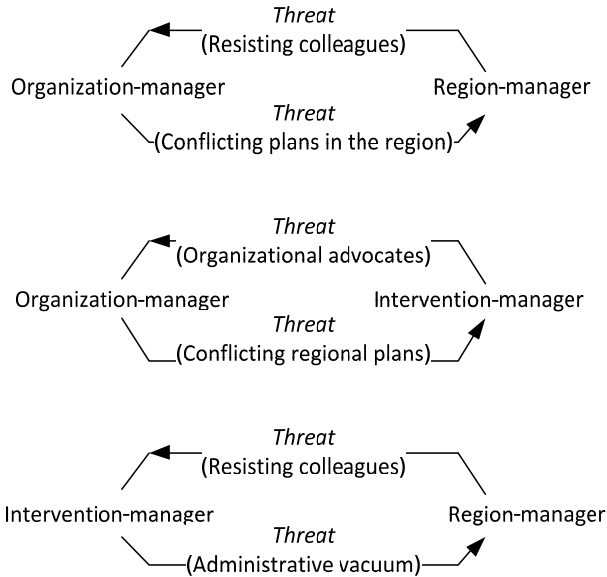 Threat
(Resisting colleagues)
Organization-manager
Region-manager
Threat
(Conflicting plans in the region)
Threat
(Organizational advocates)
Organization-manager
Intervention-manager
Threat
(Conflicting regional plans)
Threat
(Resisting colleagues)
Intervention-manager
Region-manager
Threat
(Administrative vacuum)